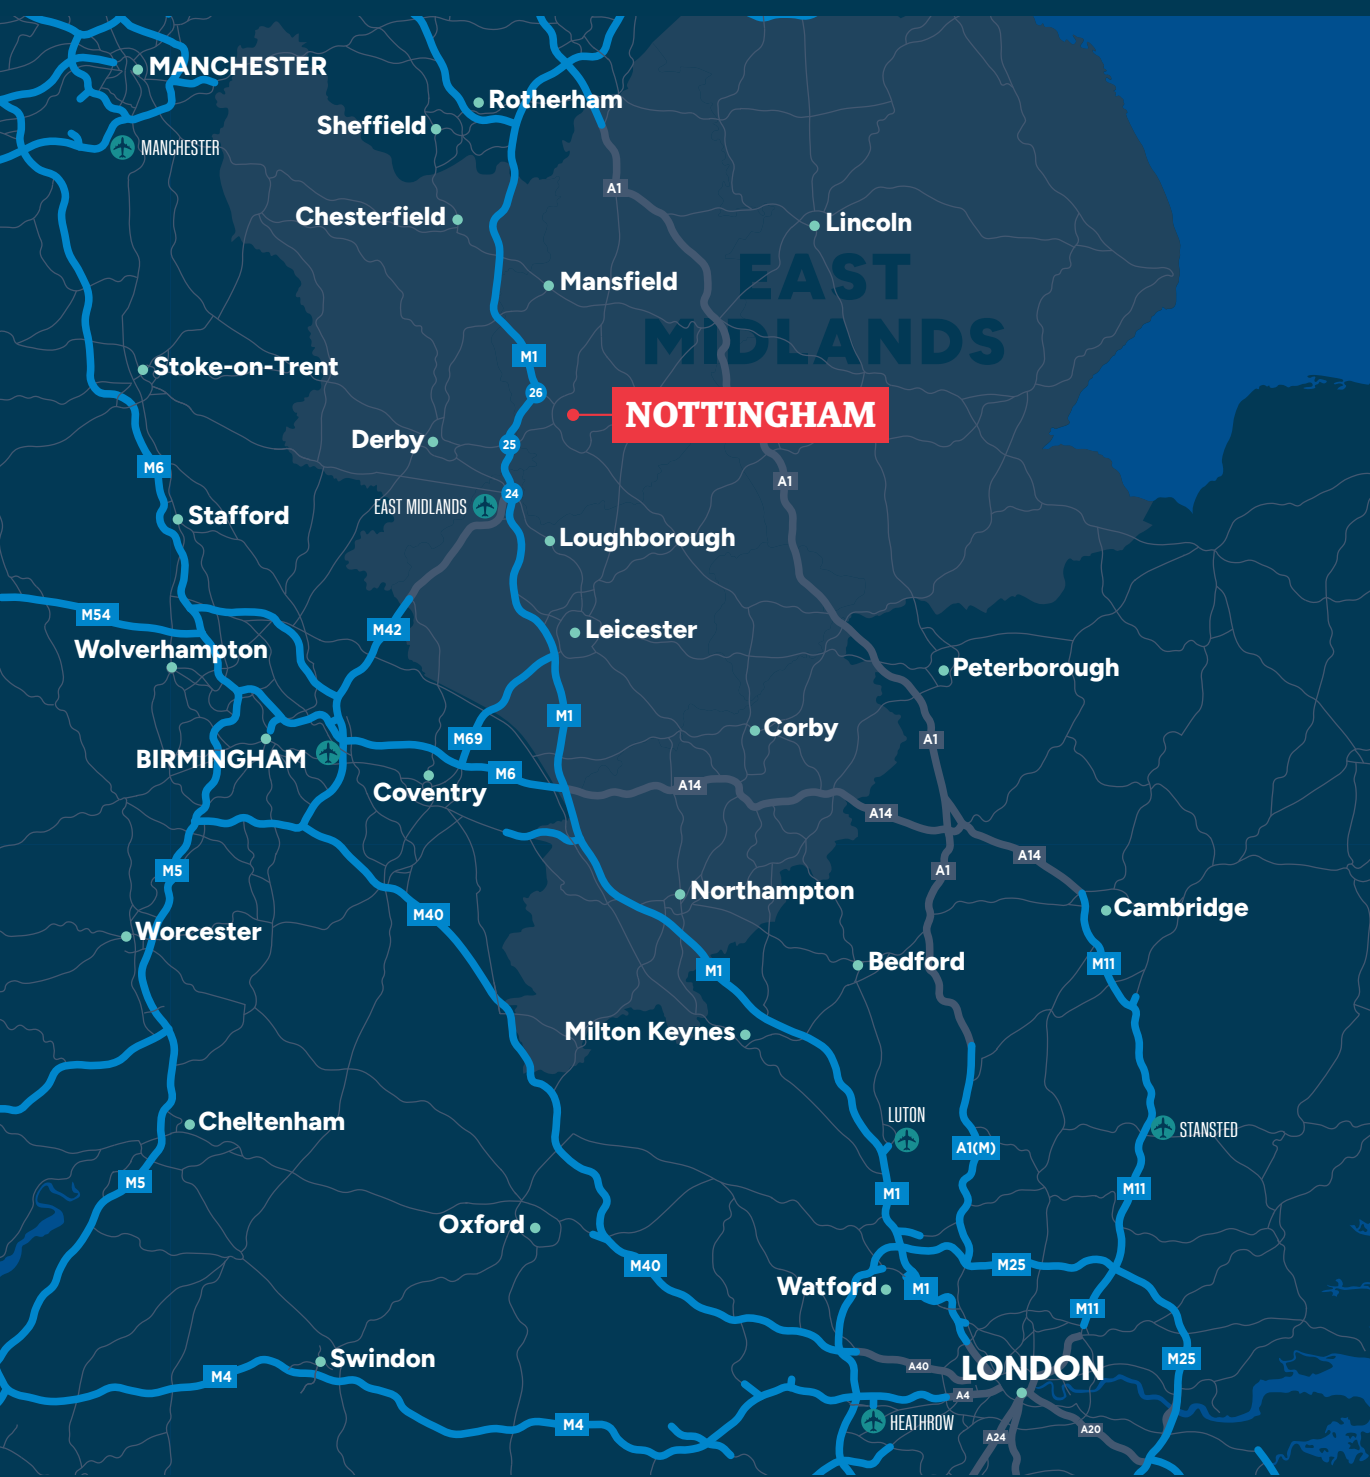 MANCHESTER
Rotherham
Sheffield
MANCHESTER
A1
Chesterfield
Lincoln
EAST
MIDLANDS
Mansfield
M1
Stoke-on-Trent
26
NOTTINGHAM
Derby
25
M6
A1
24
EAST MIDLANDS
Stafford
Loughborough
M54
M42
Leicester
Wolverhampton
Peterborough
M1
Corby
M69
A1
BIRMINGHAM
M6
Coventry
A14
A14
A14
M5
A1
Northampton
M40
Cambridge
Worcester
Bedford
M11
M1
Milton Keynes
LUTON
Cheltenham
STANSTED
A1(M)
M5
M1
M11
Oxford
M40
M25
Watford
M1
M11
Swindon
M25
A40
LONDON
M4
A4
M4
HEATHROW
A20
A24